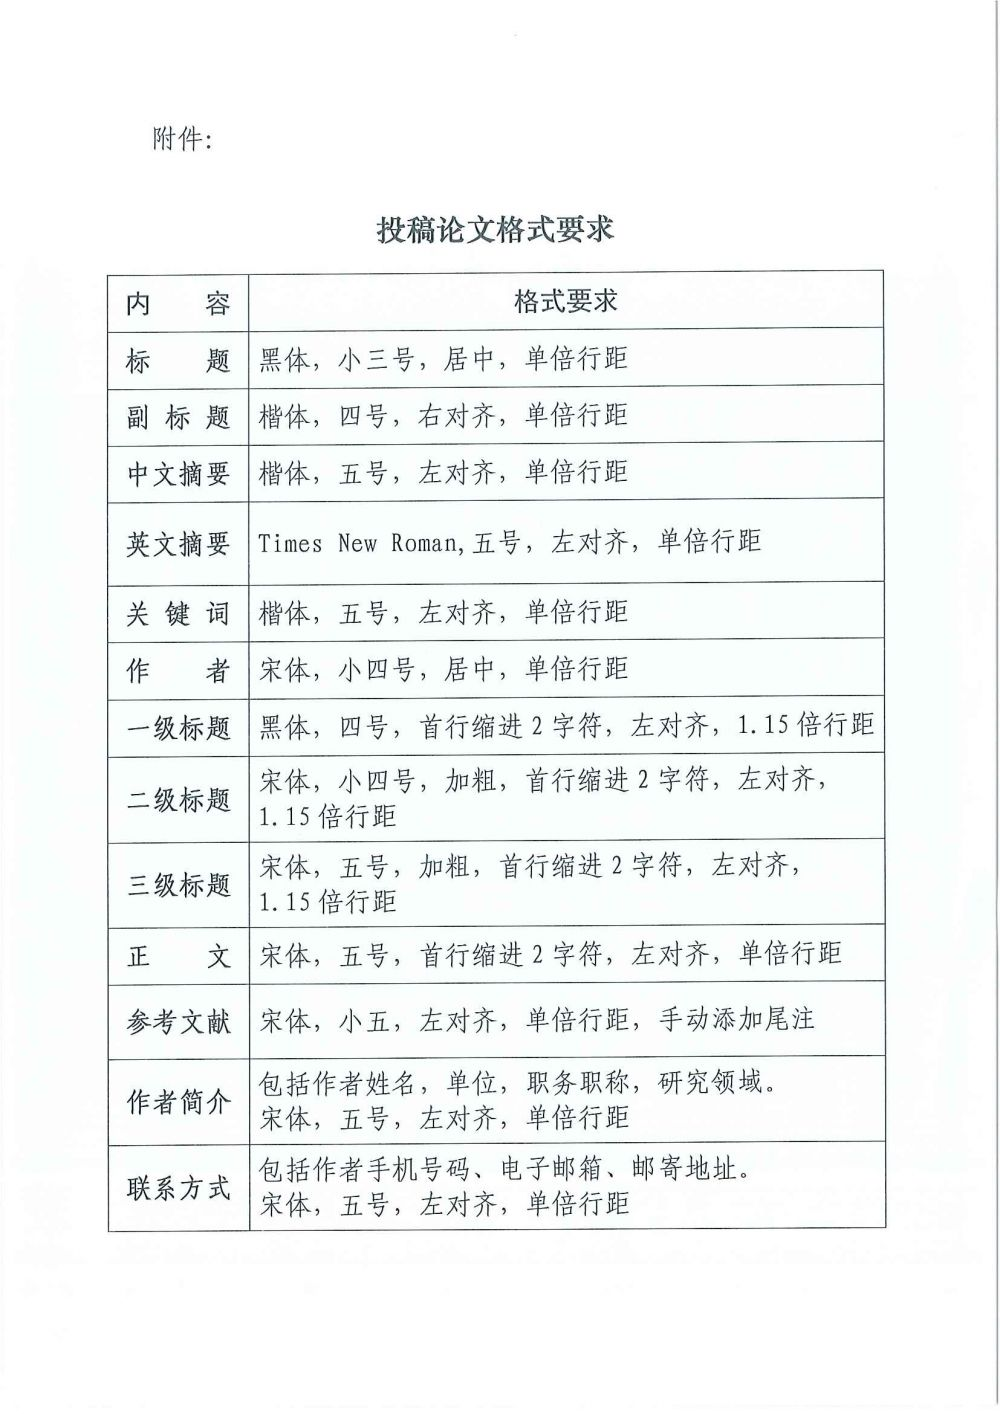 附件：
投稿论文格式要求
内 容 格式要求
标 题 黑体，小三号，居中，单倍行距
副 标 题 楷体，四号，右对齐，单倍行距
中文摘要 楷体，五号，左对齐，单倍行距
英文摘要 Times New Roman,五号，左对齐，单倍行距
关 键 词 楷体，五号，左对齐，单倍行距
作 者 宋体，小四号，居中，单倍行距
一级标题 黑体，四号，首行缩进2字符，左对齐，1.15倍行距
二级标题 宋体，小四号，加粗，首行缩进2字符，左对齐，
1.15倍行距
三级标题 宋体，五号，加粗，首行缩进2字符，左对齐，
1.15倍行距
正 文 宋体，五号，首行缩进2字符，左对齐，单倍行距
参考文献 宋体，小五，左对齐，单倍行距，手动添加尾注
作者简介 包括作者姓名，单位，职务职称，研究领域。
宋体，五号，左对齐，单倍行距
联系方式 包括作者手机号码、电子邮箱、邮寄地址。
宋体，五号，左对齐，单倍行距